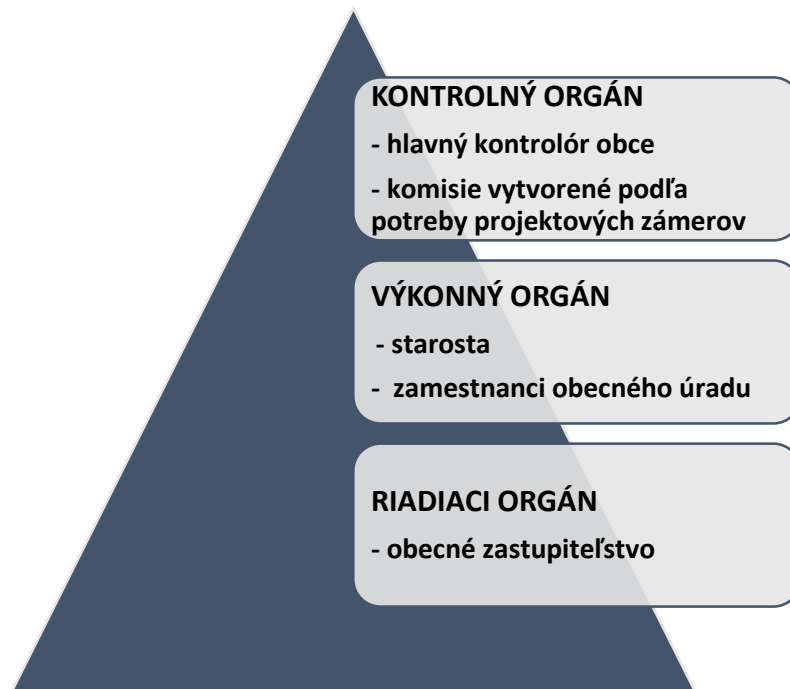 KONTROLNÝ ORGÁN
- hlavný kontrolór obce
- komisie vytvorené podľa
potreby projektových zámerov
VÝKONNÝ ORGÁN
- starosta
- zamestnanci obecného úradu
RIADIACI ORGÁN
- obecné zastupiteľstvo